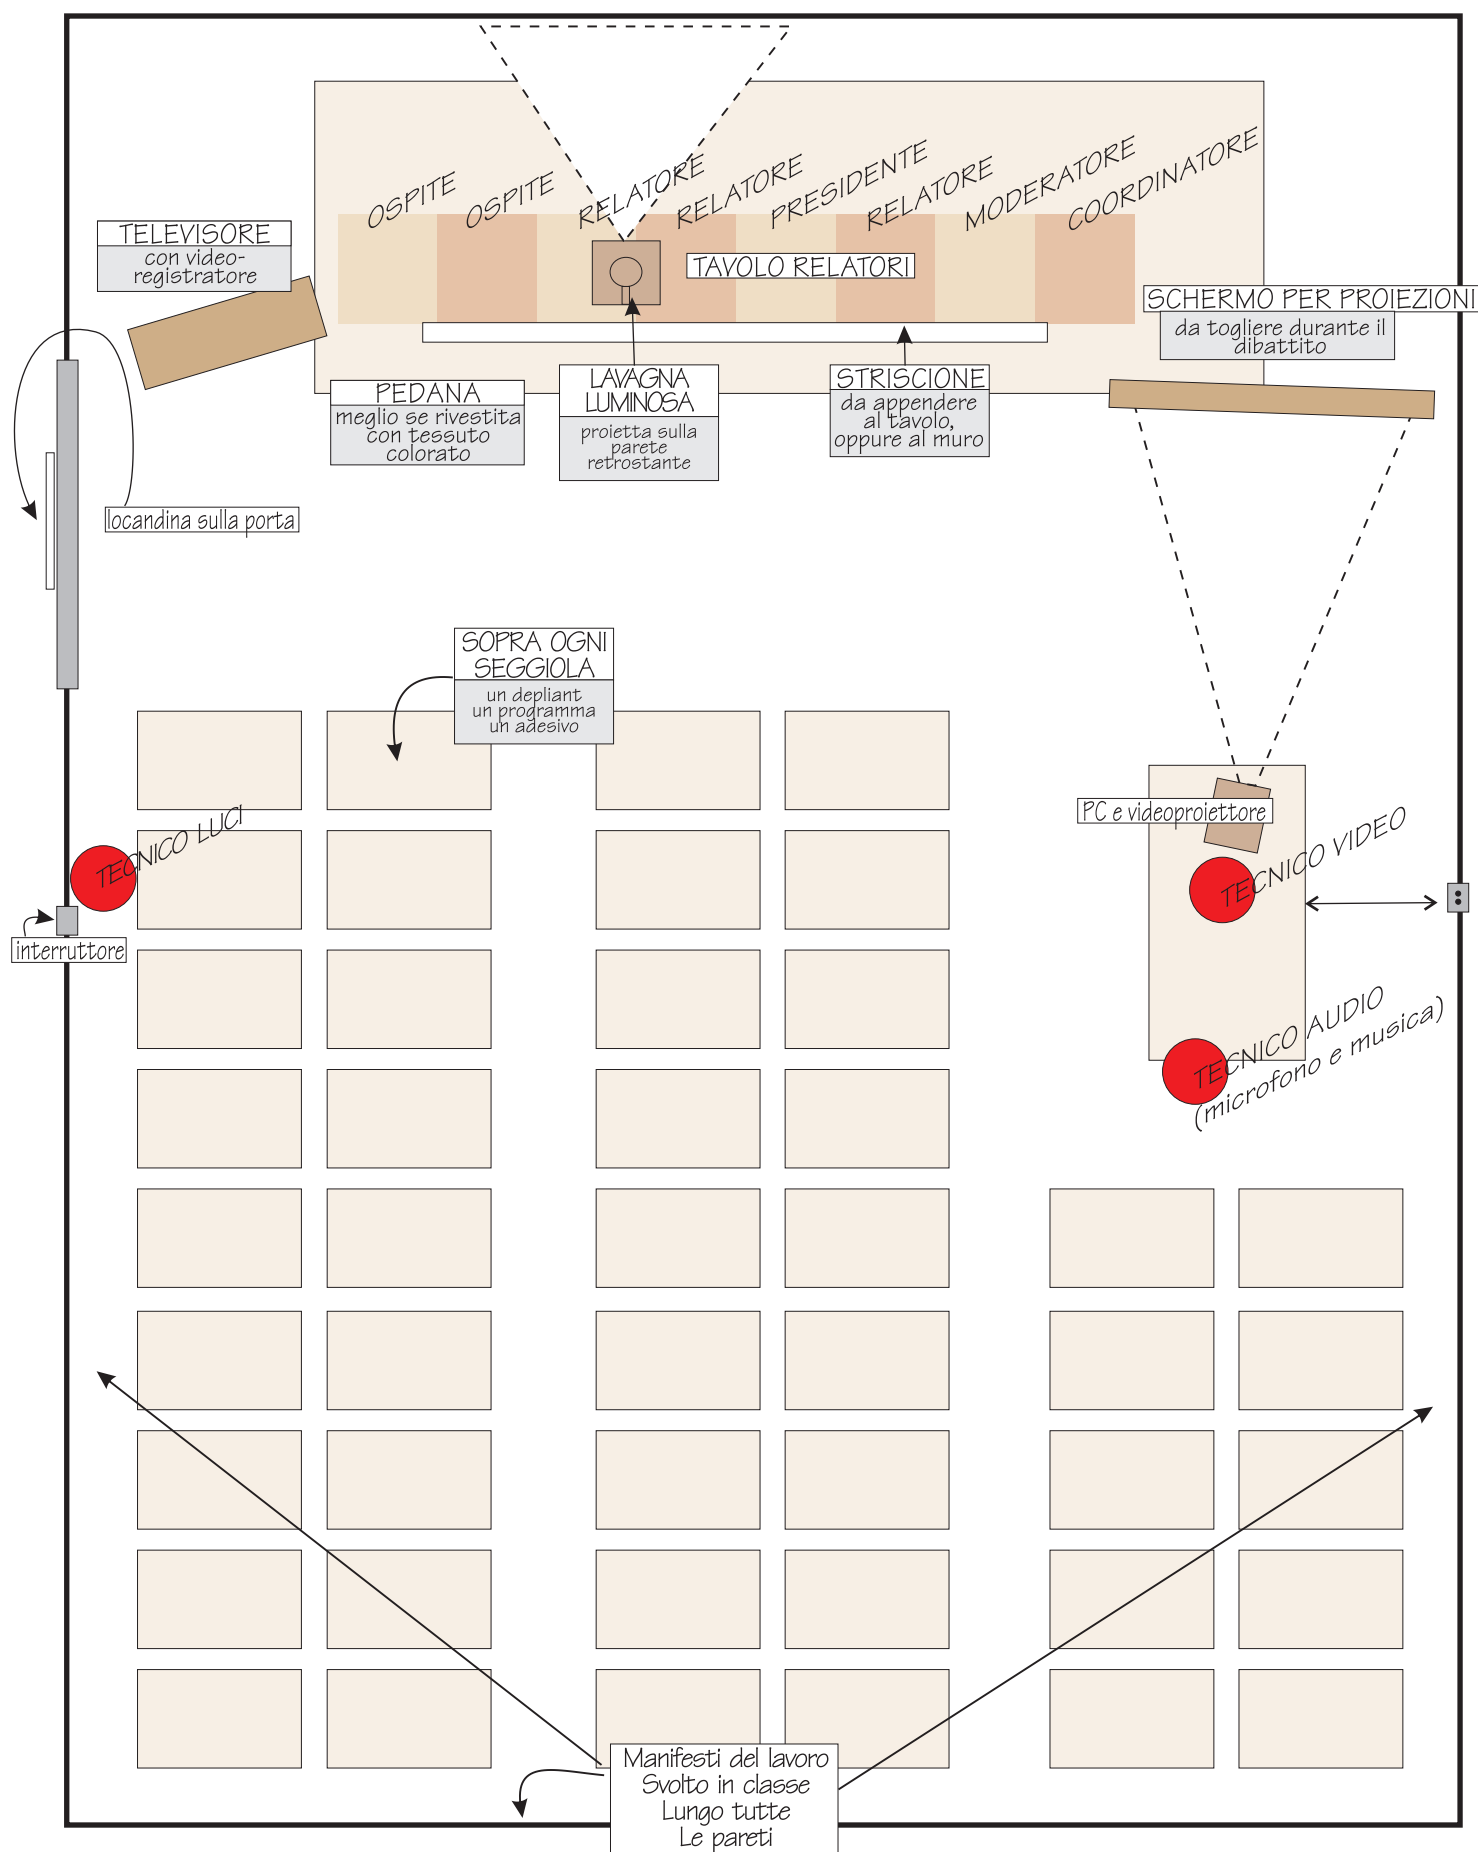 OSPITE
OSPITE
RELATORE
RELATORE
PRESIDENTE
RELATORE
MODERATORE
COORDINATORE
TELEVISORE
con video-
registratore
TAVOLO RELATORI
SCHERMO PER PROIEZIONI
da togliere durante il
dibattito
PEDANA
meglio se rivestita
con tessuto
colorato
LAVAGNA
LUMINOSA
proietta sulla
parete
retrostante
STRISCIONE
da appendere
al tavolo,
oppure al muro
locandina sulla porta
SOPRA OGNI
SEGGIOLA
un depliant
un programma
un adesivo
PC e videoproiettore
TECNICO LUCI
TECNICO VIDEO
interruttore
TECNICO AUDIO
(microfono e musica)
Manifesti del lavoro
Svolto in classe
Lungo tutte
Le pareti